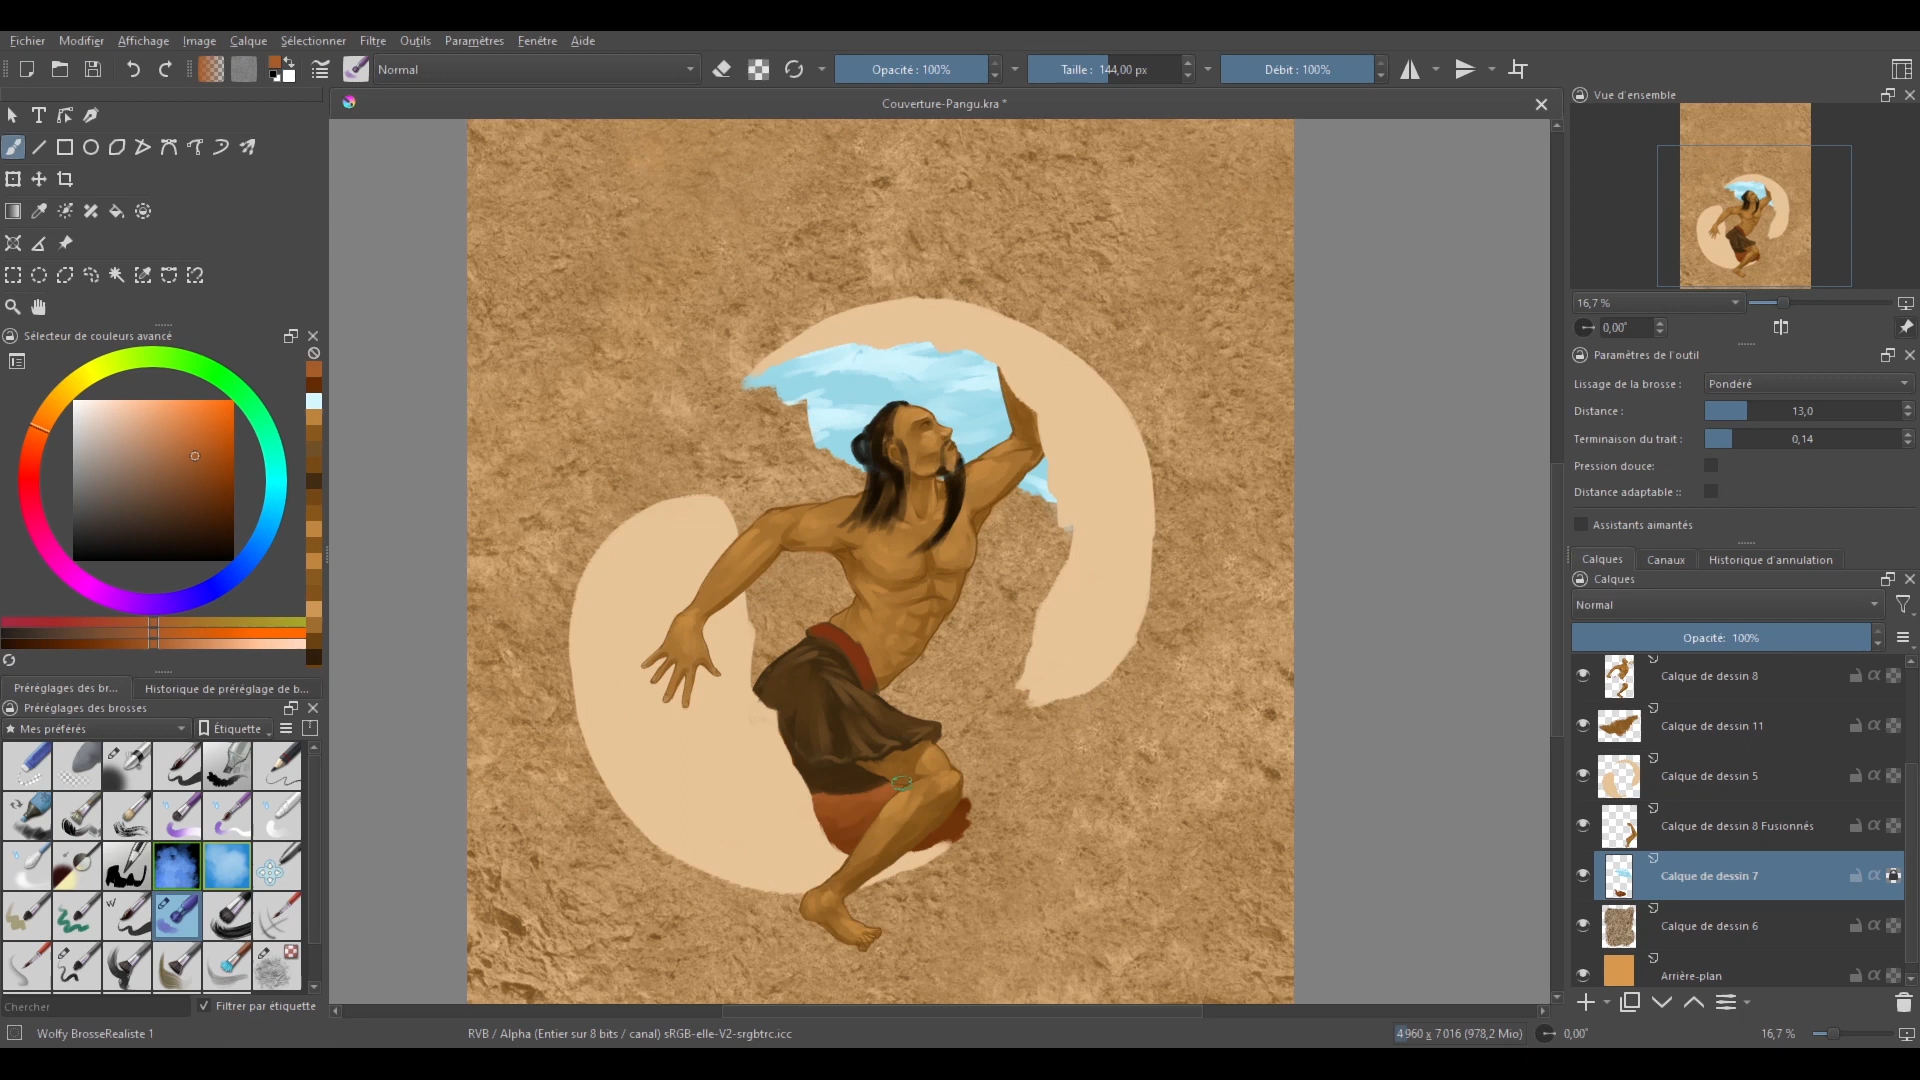 Fichier Modifier Affichage Image Calque Sélectionner Filtre Outils Paramètres Fenêtre Aide
Normal Opacité : 100% Taille : 144,00 px Débit : 100%
Couverture-Pangu.kra *
Vue d'ensemble
16,7 %
0,00°
Sélecteur de couleurs avancé
Paramètres de l'outil
Lissage de la brosse : Pondéré
Distance : 13,0
Terminaison du trait : 0,14
Pression douce:
Distance adaptable ::
Assistants aimantés
Calques Canaux Historique d'annulation
Calques
Normal
Opacité: 100%
Calque de dessin 8
Calque de dessin 11
Calque de dessin 5
Calque de dessin 8 Fusionnés
Calque de dessin 7
Calque de dessin 6
Arrière-plan
Préréglages des br... Historique de préréglage de b...
Préréglages des brosses
Mes préférés Étiquette
Chercher Filtrer par étiquette
Wolfy BrosseRealiste 1 RVB / Alpha (Entier sur 8 bits / canal) sRGB-elle-V2-srgbtrc.icc 4 960 x 7 016 (978,2 Mio) 0,00° 16,7 %